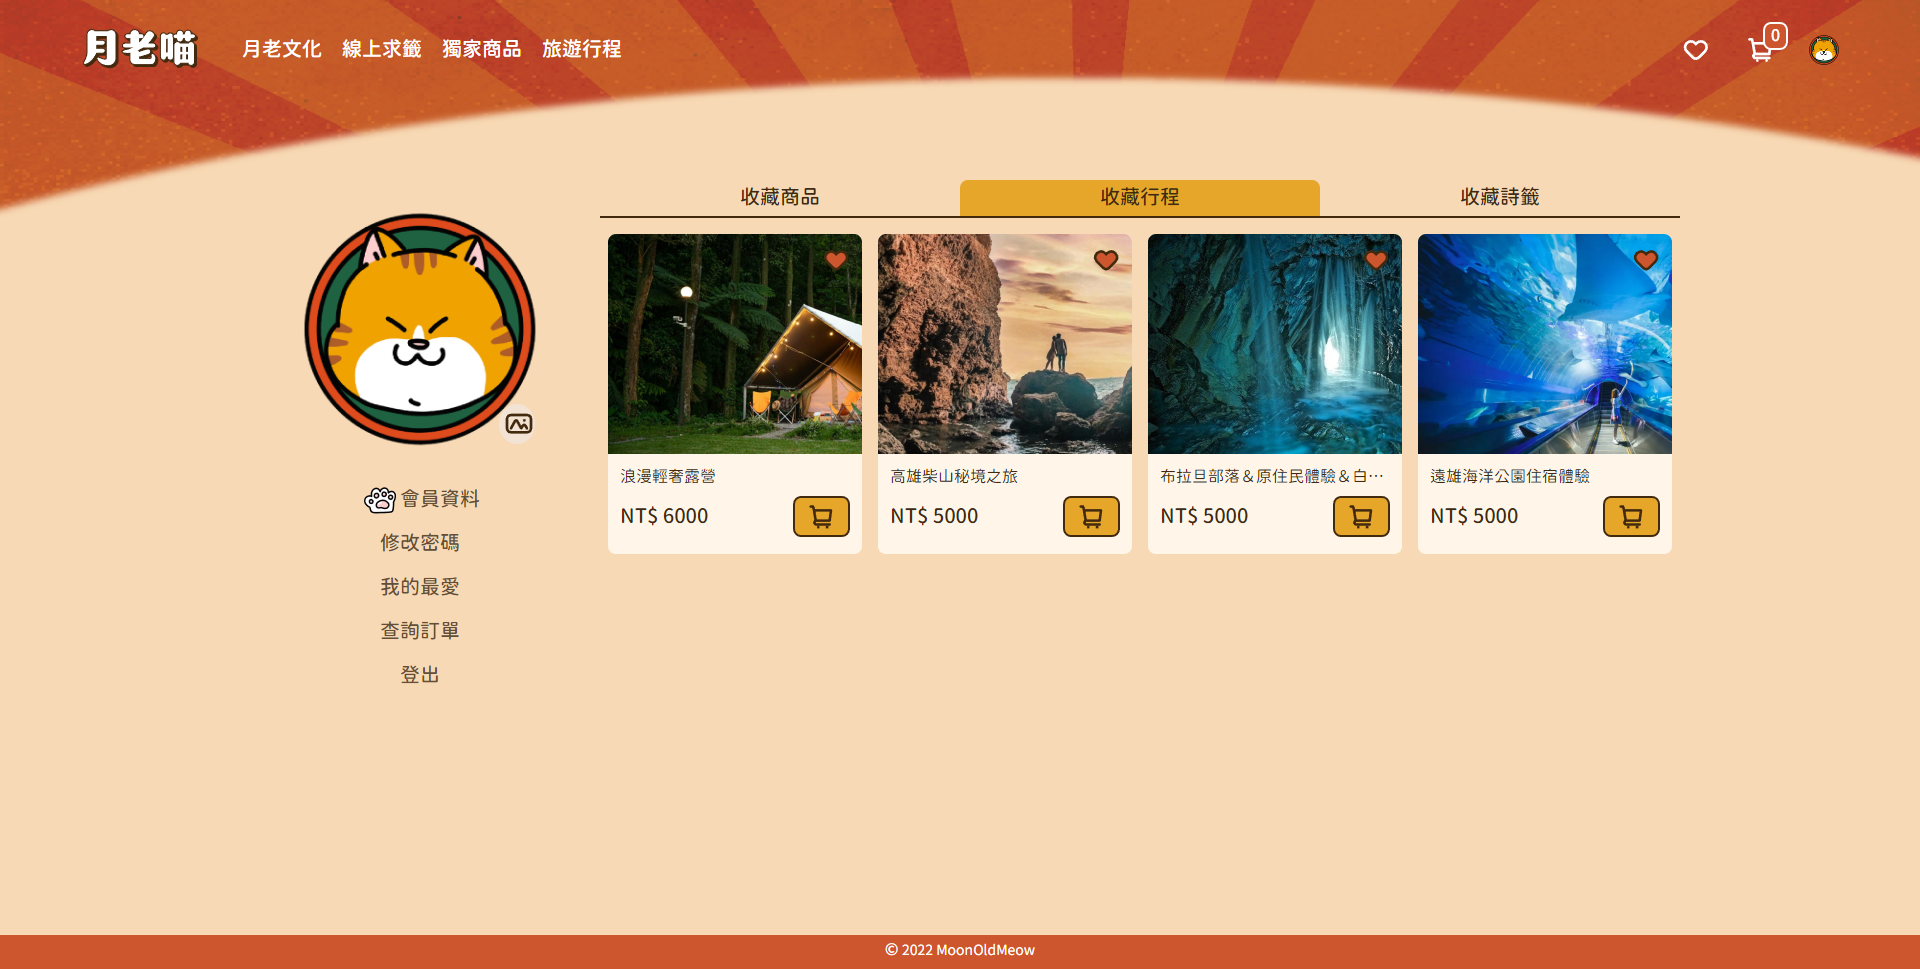 月老喵
月老文化 線上求籤 獨家商品 旅遊行程
0
收藏商品 收藏行程 收藏詩籤
浪漫輕奢露營
NT$ 6000
高雄柴山秘境之旅
NT$ 5000
布拉旦部落＆原住民體驗＆白⋯
NT$ 5000
遠雄海洋公園住宿體驗
NT$ 5000
會員資料
修改密碼
我的最愛
查詢訂單
登出
© 2022 MoonOldMeow